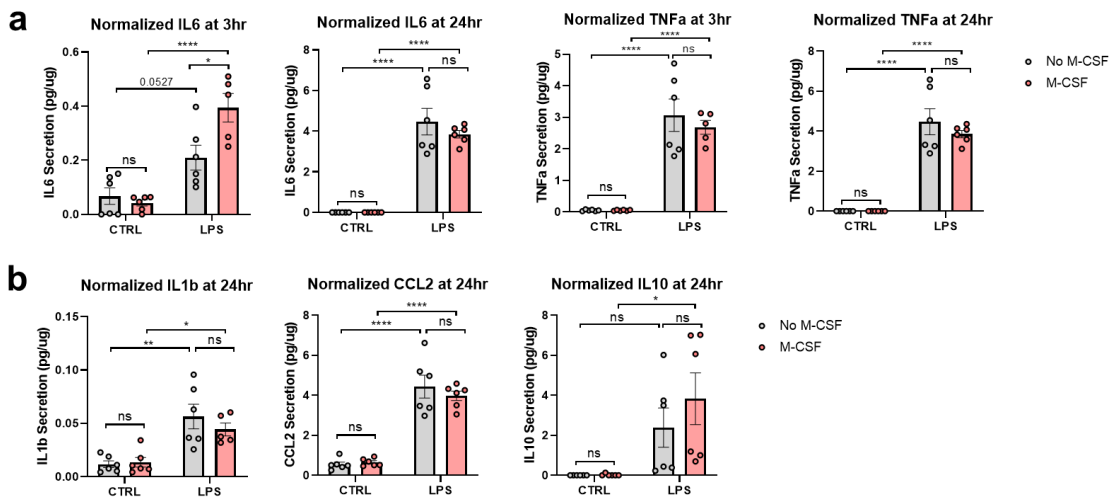 a
Normalized IL6 at 3hr
IL6 Secretion (pg/ug)
0.6
0.4
0.2
0.0
ns
0.0527
*
****
CTRL
LPS
Normalized IL6 at 24hr
IL6 Secretion (pg/ug)
8
6
4
2
0
ns
****
ns
****
CTRL
LPS
Normalized TNFa at 3hr
TNFa Secretion (pg/ug)
5
4
3
2
1
0
ns
****
ns
****
CTRL
LPS
Normalized TNFa at 24hr
TNFa Secretion (pg/ug)
8
6
4
2
0
ns
****
ns
****
CTRL
LPS
No M-CSF
M-CSF
b
Normalized IL1b at 24hr
IL1b Secretion (pg/ug)
0.15
0.10
0.05
0.00
ns
**
ns
*
CTRL
LPS
Normalized CCL2 at 24hr
CCL2 Secretion (pg/ug)
8
6
4
2
0
ns
****
ns
****
CTRL
LPS
Normalized IL10 at 24hr
IL10 Secretion (pg/ug)
8
6
4
2
0
ns
ns
ns
*
CTRL
LPS
No M-CSF
M-CSF